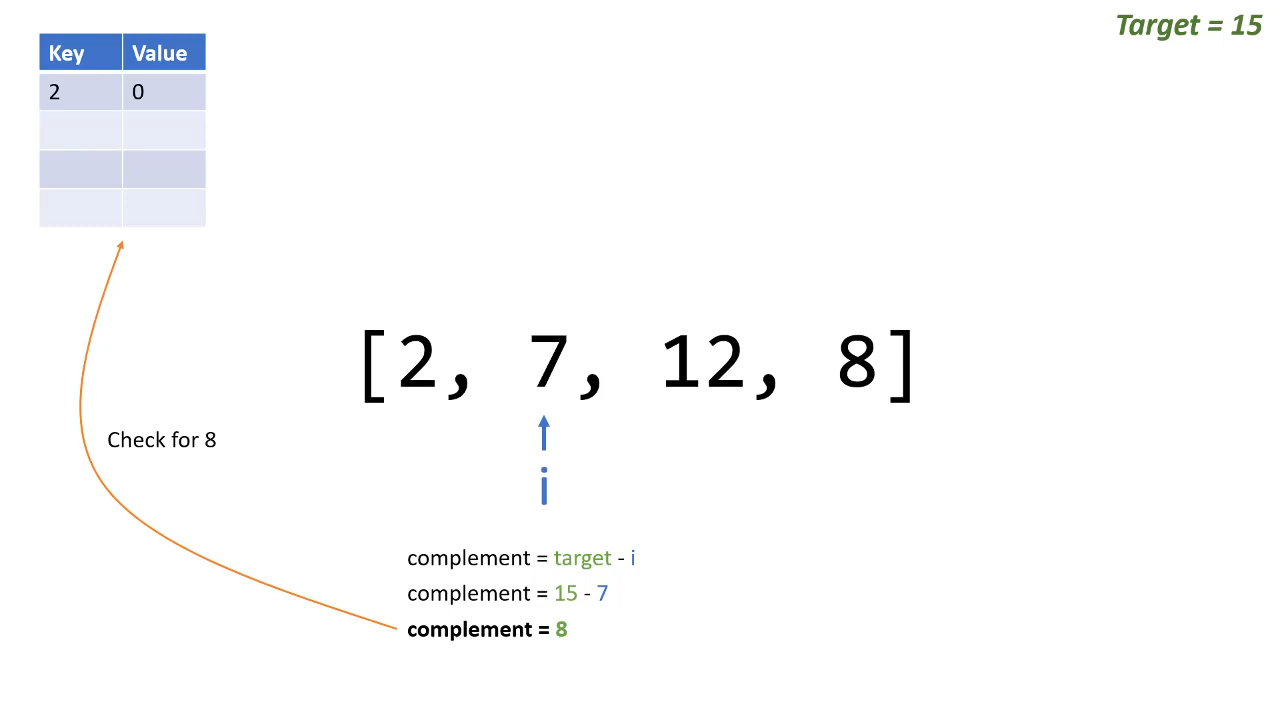 Target = 15
Key Value
2 0
[2, 7, 12, 8]
Check for 8
i
complement = target - i
complement = 15 - 7
complement = 8